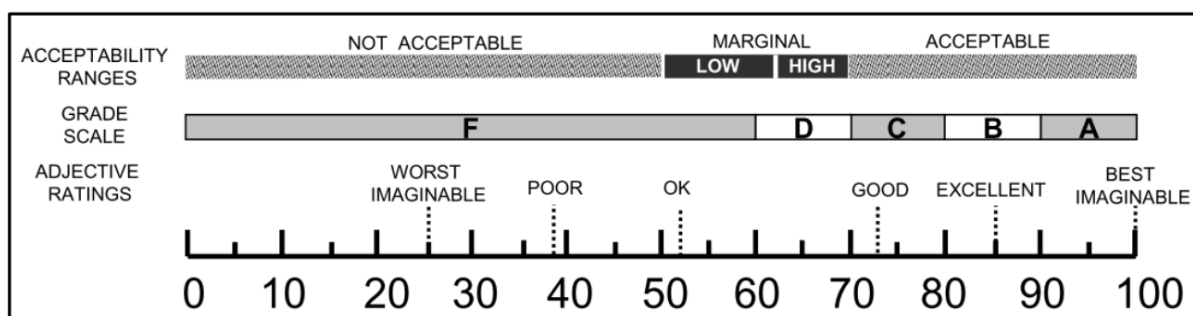 ACCEPTABILITY RANGES
NOT ACCEPTABLE MARGINAL ACCEPTABLE
LOW HIGH
GRADE SCALE
F D C B A
ADJECTIVE RATINGS
WORST IMAGINABLE POOR OK GOOD EXCELLENT BEST IMAGINABLE
0 10 20 30 40 50 60 70 80 90 100